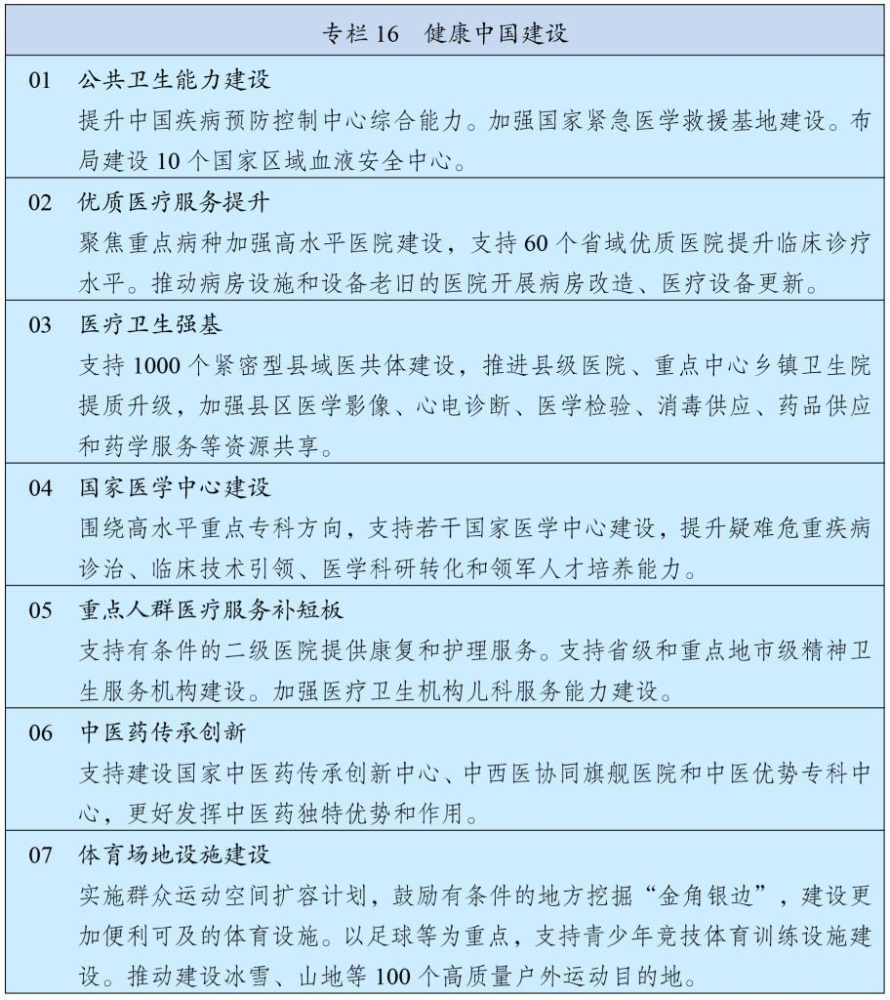 专栏 16 健康中国建设
01 公共卫生能力建设
提升中国疾病预防控制中心综合能力。加强国家紧急医学救援基地建设。布
局建设 10 个国家区域血液安全中心。
02 优质医疗服务提升
聚焦重点病种加强高水平医院建设，支持 60 个省域优质医院提升临床诊疗
水平。推动病房设施和设备老旧的医院开展病房改造、医疗设备更新。
03 医疗卫生强基
支持 1000 个紧密型县域医共体建设，推进县级医院、重点中心乡镇卫生院
提质升级，加强县区医学影像、心电诊断、医学检验、消毒供应、药品供应
和药学服务等资源共享。
04 国家医学中心建设
围绕高水平重点专科方向，支持若干国家医学中心建设，提升疑难危重疾病
诊治、临床技术引领、医学科研转化和领军人才培养能力。
05 重点人群医疗服务补短板
支持有条件的二级医院提供康复和护理服务。支持省级和重点地市级精神卫
生服务机构建设。加强医疗卫生机构儿科服务能力建设。
06 中医药传承创新
支持建设国家中医药传承创新中心、中西医协同旗舰医院和中医优势专科中
心，更好发挥中医药独特优势和作用。
07 体育场地设施建设
实施群众运动空间扩容计划，鼓励有条件的地方挖掘“金角银边”，建设更
加便利可及的体育设施。以足球等为重点，支持青少年竞技体育训练设施建
设。推动建设冰雪、山地等 100 个高质量户外运动目的地。